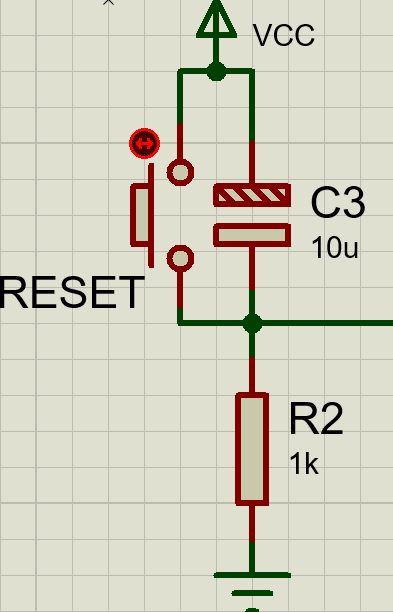 VCC
C3
10u
RESET
R2
1k